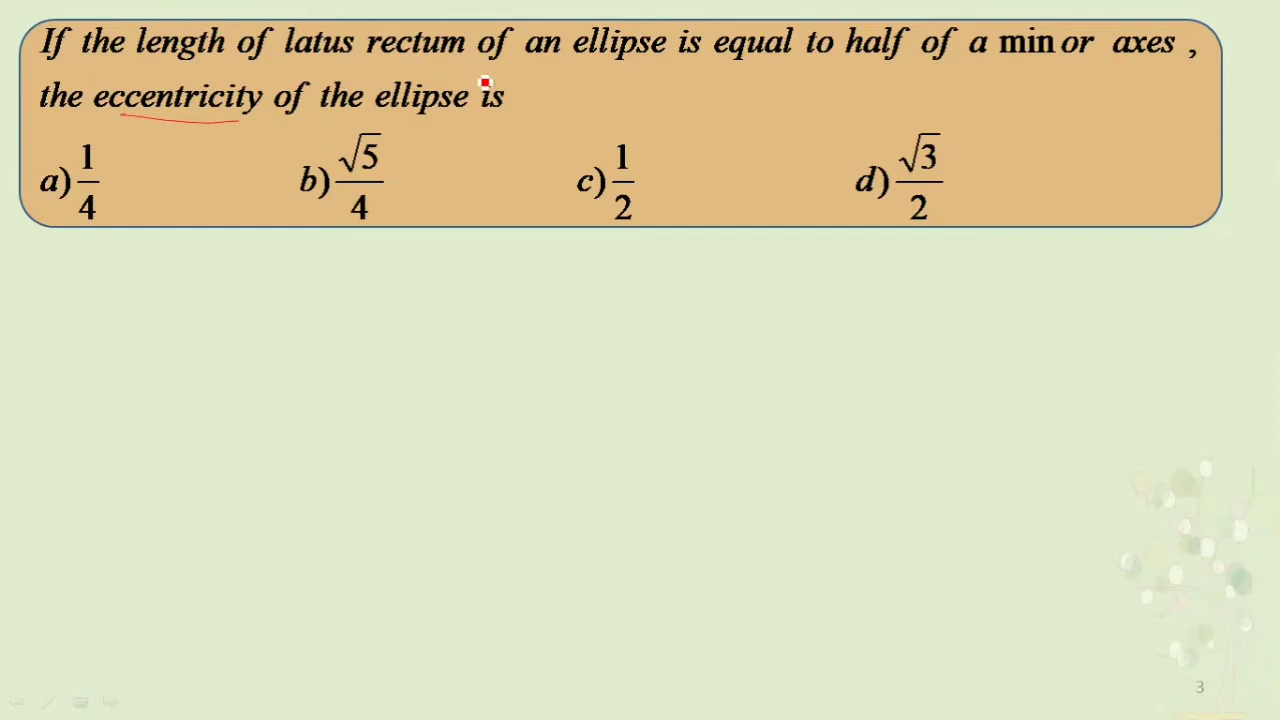 If the length of latus rectum of an ellipse is equal to half of a minor axes ,
the eccentricity of the ellipse is
a) 1/4 b) √5/4 c) 1/2 d) √3/2
3